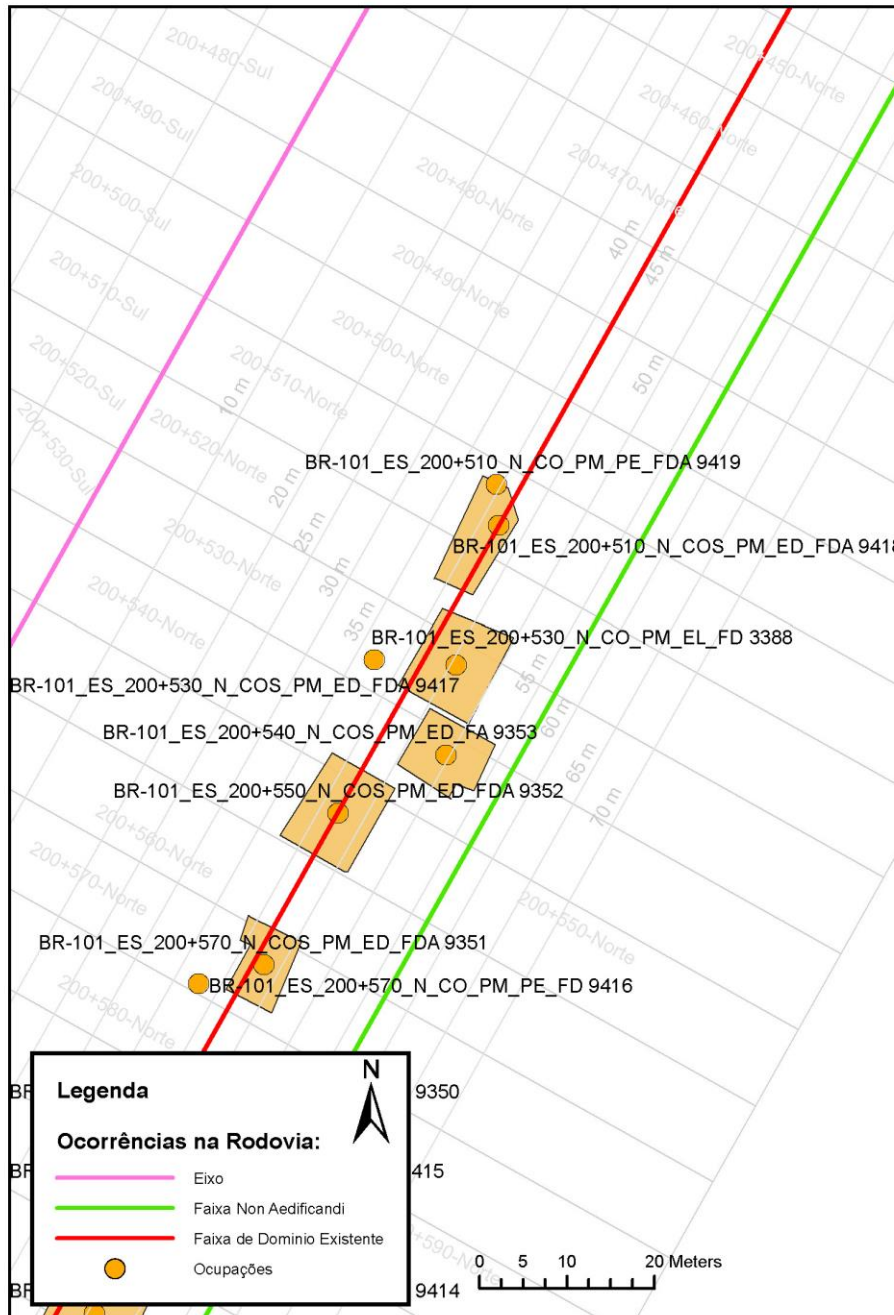 200+480-Sul
200+450-Norte
200+490-Sul
200+460-Norte
200+470-Norte
200+500-Sul
200+480-Norte
40 m
45 m
200+510-Sul
200+490-Norte
200+520-Sul
200+500-Norte
50 m
200+510-Norte
10 m
200+530-Sul
200+520-Norte
BR-101_ES_200+510_N_CO_PM_PE_FDA 9419
20 m
25 m
200+530-Norte
BR-101_ES_200+510_N_COS_PM_ED_FDA 9418
30 m
200+540-Norte
35 m
BR-101_ES_200+530_N_CO_PM_EL_FD 3388
55 m
BR-101_ES_200+530_N_COS_PM_ED_FDA 9417
60 m
BR-101_ES_200+540_N_COS_PM_ED_FA 9353
65 m
BR-101_ES_200+550_N_COS_PM_ED_FDA 9352
70 m
200+560-Norte
200+570-Norte
200+550-Norte
BR-101_ES_200+570_N_COS_PM_ED_FDA 9351
BR-101_ES_200+570_N_CO_PM_PE_FD 9416
200+580-Norte
Legenda
N
BR
9350
Ocorrências na Rodovia:
BR
415
Eixo
Faixa Non Aedificandi
Faixa de Dominio Existente
+590-Norte
Ocupações
0 5 10 20 Meters
BR
9414